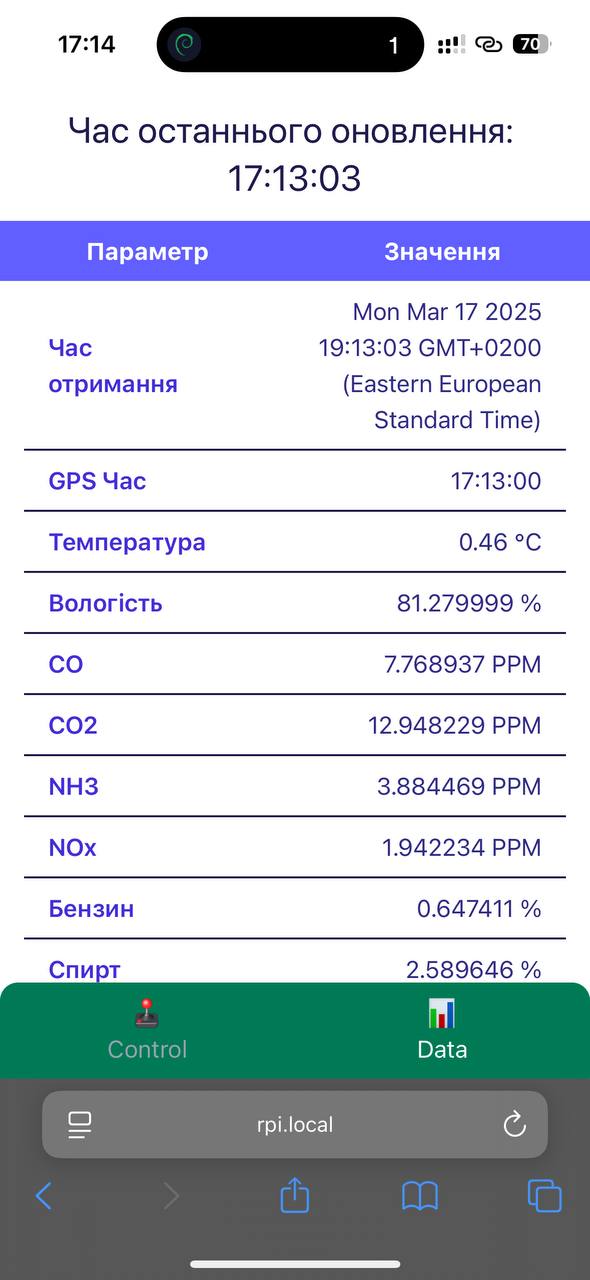 17:14
1
70
Час останнього оновлення:
17:13:03
Параметр Значення
Час отримання Mon Mar 17 2025
19:13:03 GMT+0200
(Eastern European
Standard Time)
GPS Час 17:13:00
Температура 0.46 °C
Вологість 81.279999 %
CO 7.768937 PPM
CO2 12.948229 PPM
NH3 3.884469 PPM
NOx 1.942234 PPM
Бензин 0.647411 %
Спирт 2.589646 %
Control Data
rpi.local